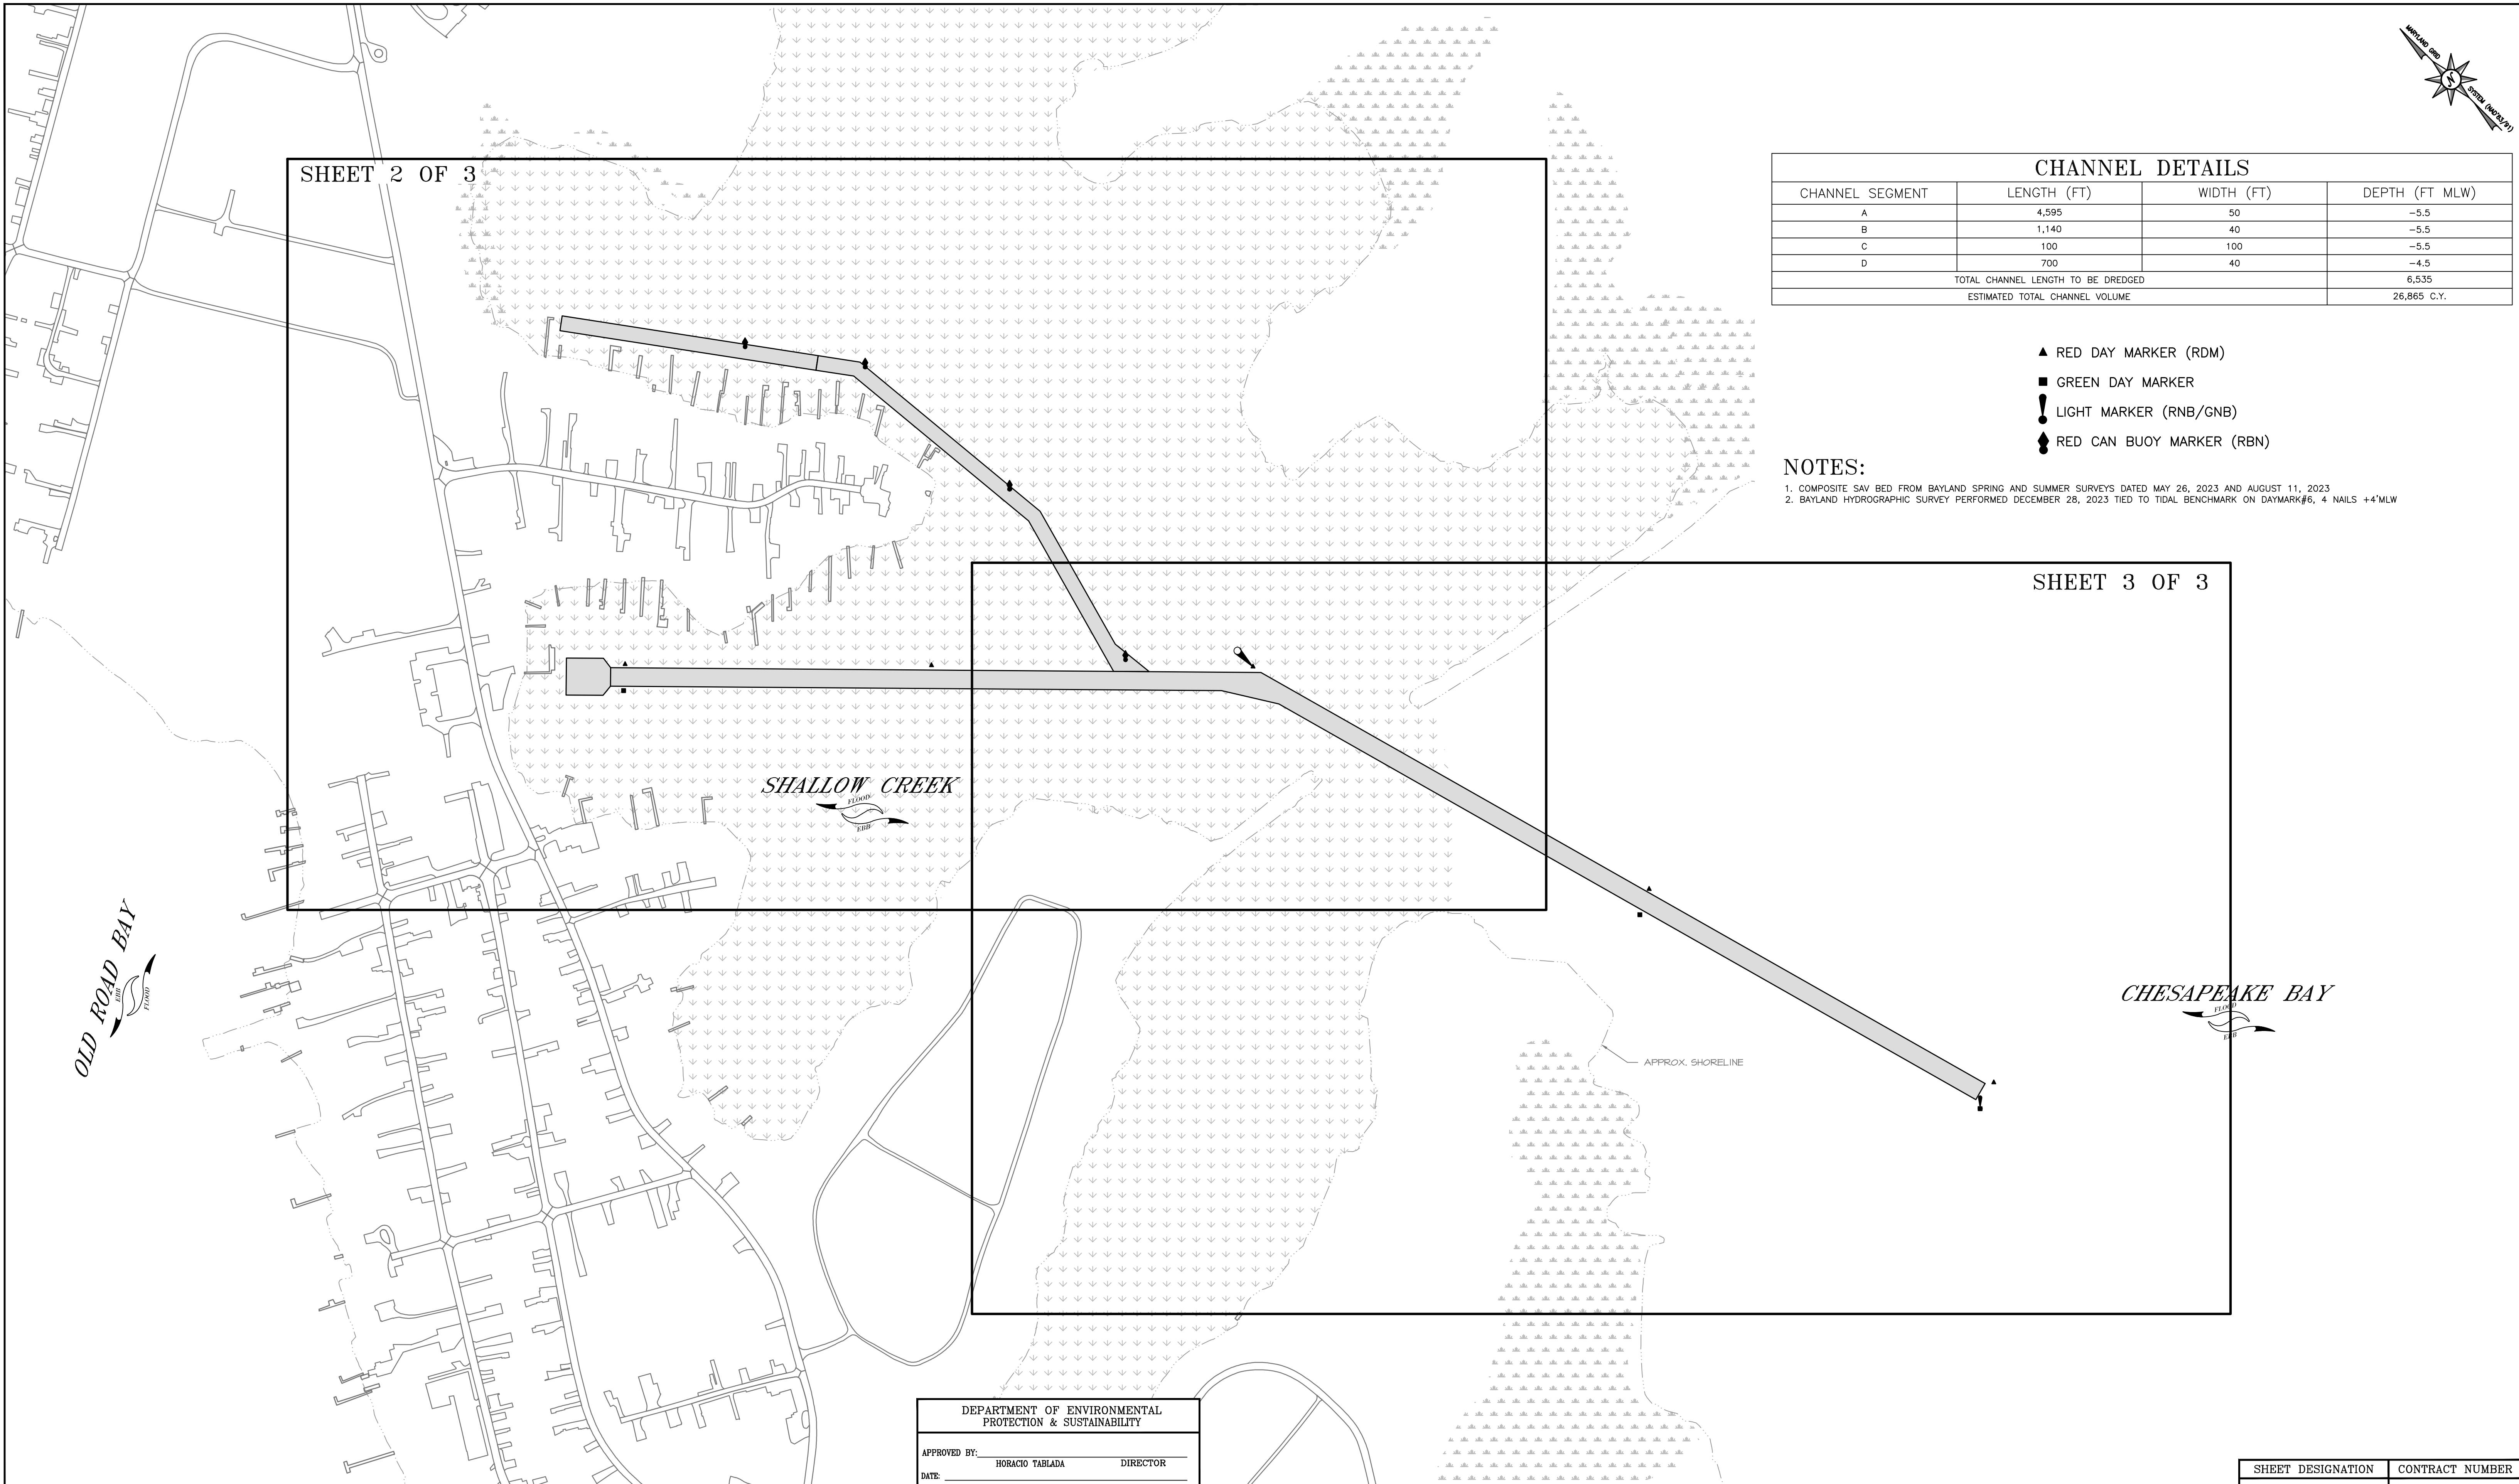 MARYLAND GRID
N
SYSTEM (NAD'83/91)
SHEET 2 OF 3
CHANNEL DETAILS
CHANNEL SEGMENT LENGTH (FT) WIDTH (FT) DEPTH (FT MLW)
A 4,595 50 -5.5
B 1,140 40 -5.5
C 100 100 -5.5
D 700 40 -4.5
TOTAL CHANNEL LENGTH TO BE DREDGED 6,535
ESTIMATED TOTAL CHANNEL VOLUME 26,865 C.Y.
RED DAY MARKER (RDM)
GREEN DAY MARKER
LIGHT MARKER (RNB/GNB)
RED CAN BUOY MARKER (RBN)
NOTES:
1. COMPOSITE SAV BED FROM BAYLAND SPRING AND SUMMER SURVEYS DATED MAY 26, 2023 AND AUGUST 11, 2023
2. BAYLAND HYDROGRAPHIC SURVEY PERFORMED DECEMBER 28, 2023 TIED TO TIDAL BENCHMARK ON DAYMARK#6, 4 NAILS +4'MLW
SHEET 3 OF 3
SHALLOW CREEK
FLOOD
EBB
OLD ROAD BAY
EBB
FLOOD
CHESAPEAKE BAY
FLOOD
EBB
APPROX. SHORELINE
DEPARTMENT OF ENVIRONMENTAL
PROTECTION & SUSTAINABILITY
APPROVED BY:
HORACIO TABLADA DIRECTOR
DATE:
SHEET DESIGNATION CONTRACT NUMBER